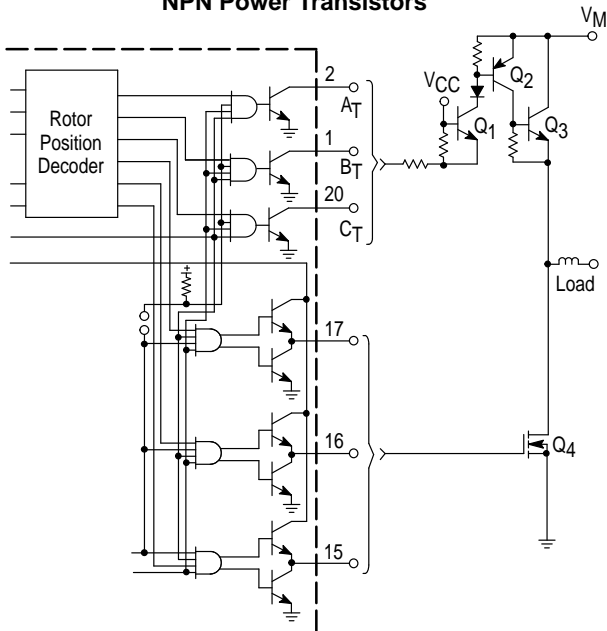 NPN Power Transistors
VM
2
VCC
Q2
AT
Q1
Q3
Rotor
Position
Decoder
1
BT
20
CT
+
Load
17
16
Q4
15